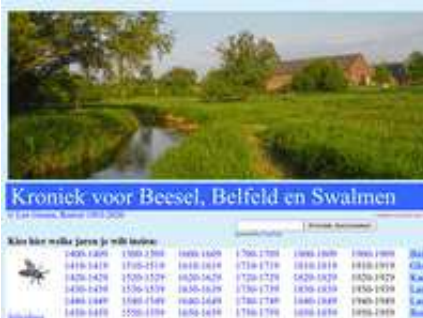 Kroniek voor Beesel, Belfeld en Swalmen
Kies hier welke jaren je wilt inzien:
1400-1409 1500-1509 1600-1609 1700-1709 1800-1809 1900-1909
1410-1419 1510-1519 1610-1619 1710-1719 1810-1819 1910-1919
1420-1429 1520-1529 1620-1629 1720-1729 1820-1829 1920-1929
1430-1439 1530-1539 1630-1639 1730-1739 1830-1839 1930-1939
1440-1449 1540-1549 1640-1649 1740-1749 1840-1849 1940-1949
1450-1459 1550-1559 1650-1659 1750-1759 1850-1859 1950-1959